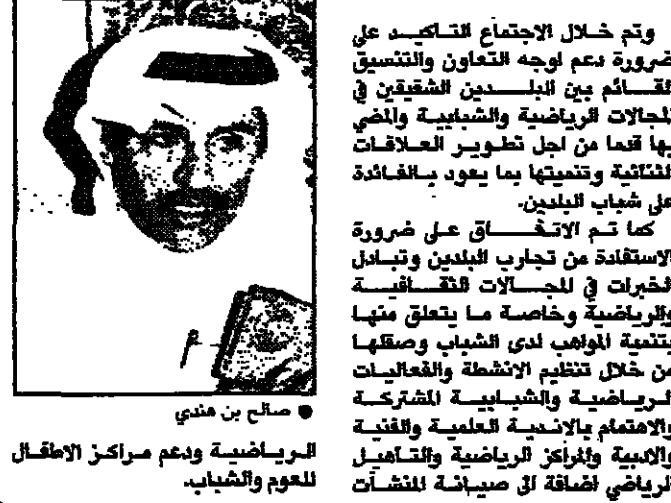 وتم خلال الاجتماع التاكيد على
ضرورة دعم اوجه التعاون والتنسيق
القائم بين البلدين الشقيقين في
المجالات الرياضية والشبابية والمضي
بها قدما من اجل تطوير العلاقات
الثنائية وتنميتها بما يعود بالفائدة
على شباب البلدين.
كما تم الاتفاق على ضرورة
الاستفادة من تجارب البلدين وتبادل
الخبرات في المجالات الثقافية
والرياضية وخاصة ما يتعلق منها
بتنمية المواهب لدى الشباب وصقلها
من خلال تنظيم الانشطة والفعاليات
الرياضية والشبابية المشتركة
والاهتمام بالاندية العلمية والفنية
والادبية والمراكز الرياضية والتاهيل
الرياضي اضافة الى صيانة المنشآت
● صالح بن هندي
الرياضية ودعم مراكز الاطفال
للعوم والشباب.